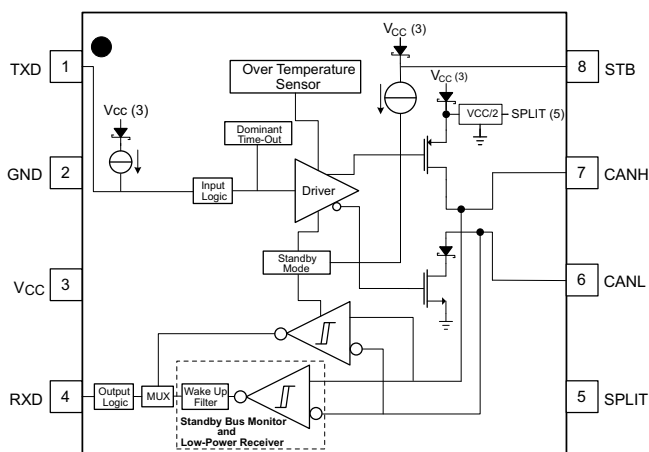 VCC (3)
TXD
1
8
STB
Over Temperature
Sensor
VCC (3)
VCC (3)
VCC/2
SPLIT (5)
Dominant
Time-Out
GND
2
Input
Logic
Driver
7
CANH
Standby
Mode
VCC
3
6
CANL
RXD
4
Output
Logic
MUX
Wake Up
Filter
5
SPLIT
Standby Bus Monitor
and
Low-Power Receiver